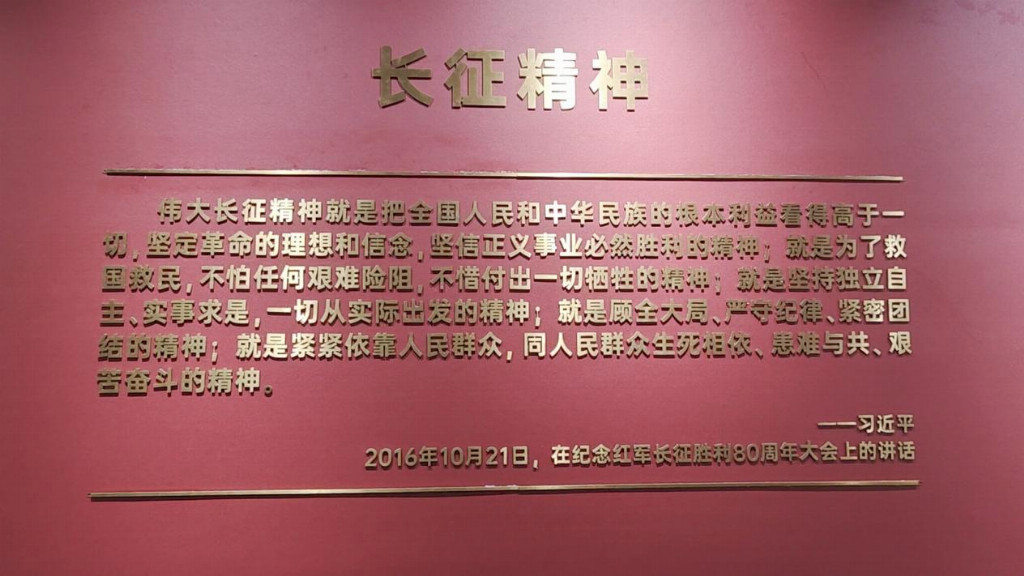 长征精神
伟大长征精神就是把全国人民和中华民族的根本利益看得高于一
切,坚定革命的理想和信念,坚信正义事业必然胜利的精神；就是为了救
国救民,不怕任何艰难险阻,不惜付出一切牺牲的精神；就是坚持独立自
主、实事求是,一切从实际出发的精神；就是顾全大局、严守纪律、紧密团
结的精神；就是紧紧依靠人民群众,同人民群众生死相依、患难与共、艰
苦奋斗的精神。
——习近平
2016年10月21日，在纪念红军长征胜利80周年大会上的讲话